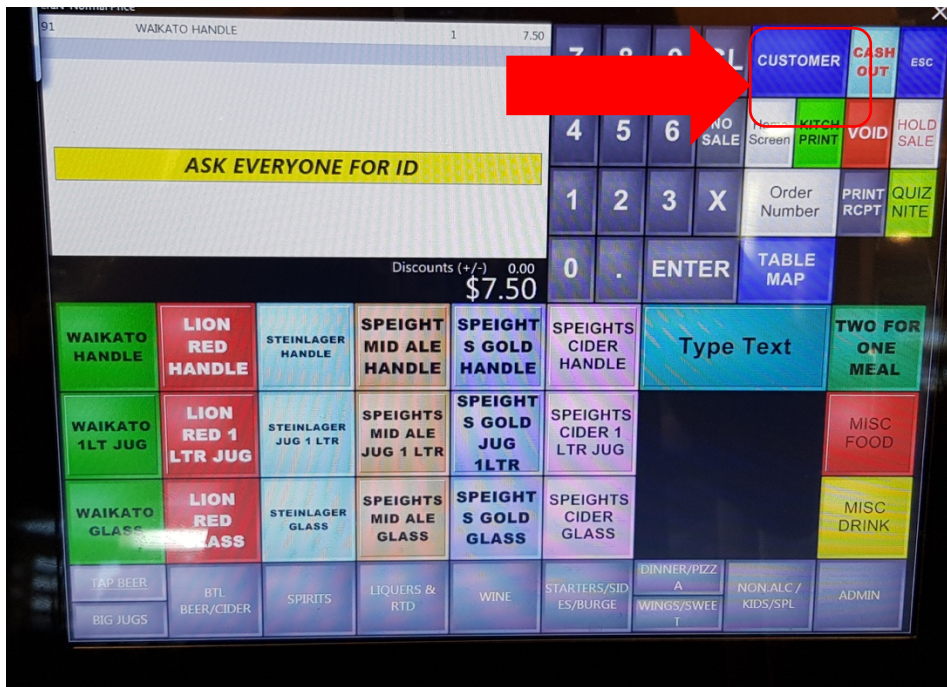 Normal Price
91 WAIKATO HANDLE 1 7.50
ASK EVERYONE FOR ID
Discounts (+/-) 0.00
$7.50
CUSTOMER
CASH
OUT
ESC
4 5 6
NO
SALE
Home
Screen
KITCH
PRINT
VOID
HOLD
SALE
1 2 3 X
Order
Number
PRINT
RCPT
QUIZ
NITE
0 . ENTER
TABLE
MAP
WAIKATO
HANDLE
LION
RED
HANDLE
STEINLAGER
HANDLE
SPEIGHT
MID ALE
HANDLE
SPEIGHT
S GOLD
HANDLE
SPEIGHTS
CIDER
HANDLE
Type Text
TWO FOR
ONE
MEAL
WAIKATO
1LT JUG
LION
RED 1
LTR JUG
STEINLAGER
JUG 1 LTR
SPEIGHTS
MID ALE
JUG 1 LTR
SPEIGHT
S GOLD
JUG
1LTR
SPEIGHTS
CIDER 1
LTR JUG
MISC
FOOD
WAIKATO
GLASS
LION
RED
GLASS
STEINLAGER
GLASS
SPEIGHTS
MID ALE
GLASS
SPEIGHT
S GOLD
GLASS
SPEIGHTS
CIDER
GLASS
MISC
DRINK
TAP BEER
BIG JUGS
BTL
BEER/CIDER
SPIRITS
LIQUERS &
RTD
WINE
STARTERS/SID
ES/BURGE
DINNER/PIZZ
A
WINGS/SWEE
T
NON.ALC /
KIDS/SPL
ADMIN